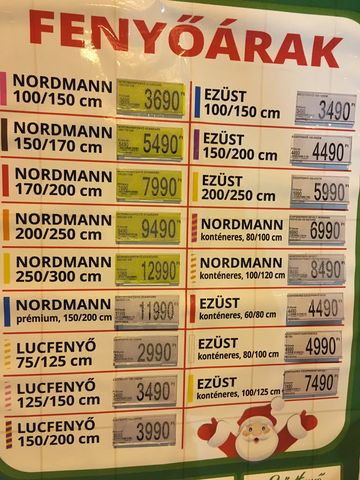 FENYŐÁRAK
NORDMANN
100/150 cm
3690
NORDMANN
150/170 cm
5490
NORDMANN
170/200 cm
7990
NORDMANN
200/250 cm
9490
NORDMANN
250/300 cm
12990
NORDMANN
prémium, 150/200 cm
11990
LUCFENYŐ
75/125 cm
2990
LUCFENYŐ
125/150 cm
3490
LUCFENYŐ
150/200 cm
3990
EZÜST
100/150 cm
3490
EZÜST
150/200 cm
4490
EZÜST
200/250 cm
5990
NORDMANN
konténeres, 80/100 cm
6990
NORDMANN
konténeres, 100/120 cm
8490
EZÜST
konténeres, 60/80 cm
4490
EZÜST
konténeres, 80/100 cm
4990
EZÜST
konténeres, 100/125 cm
7490